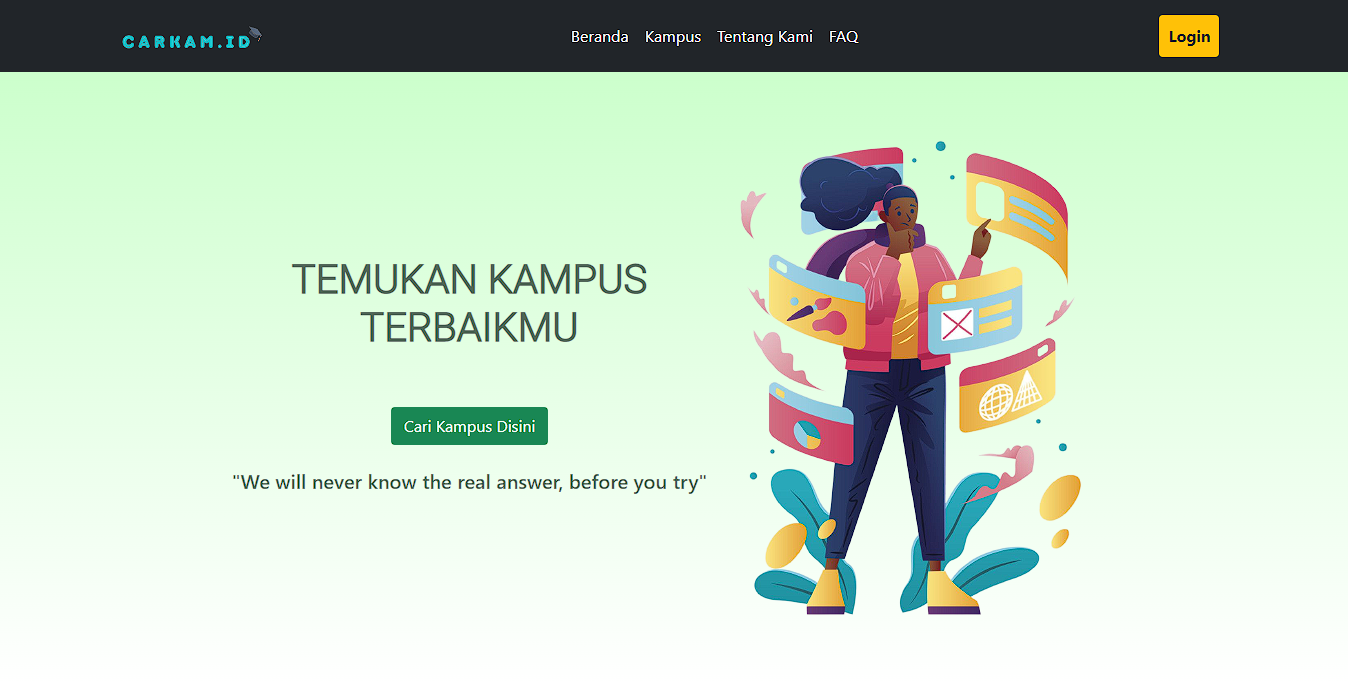 CARKAM.ID
Beranda Kampus Tentang Kami FAQ
Login
TEMUKAN KAMPUS
TERBAIKMU
Cari Kampus Disini
"We will never know the real answer, before you try"